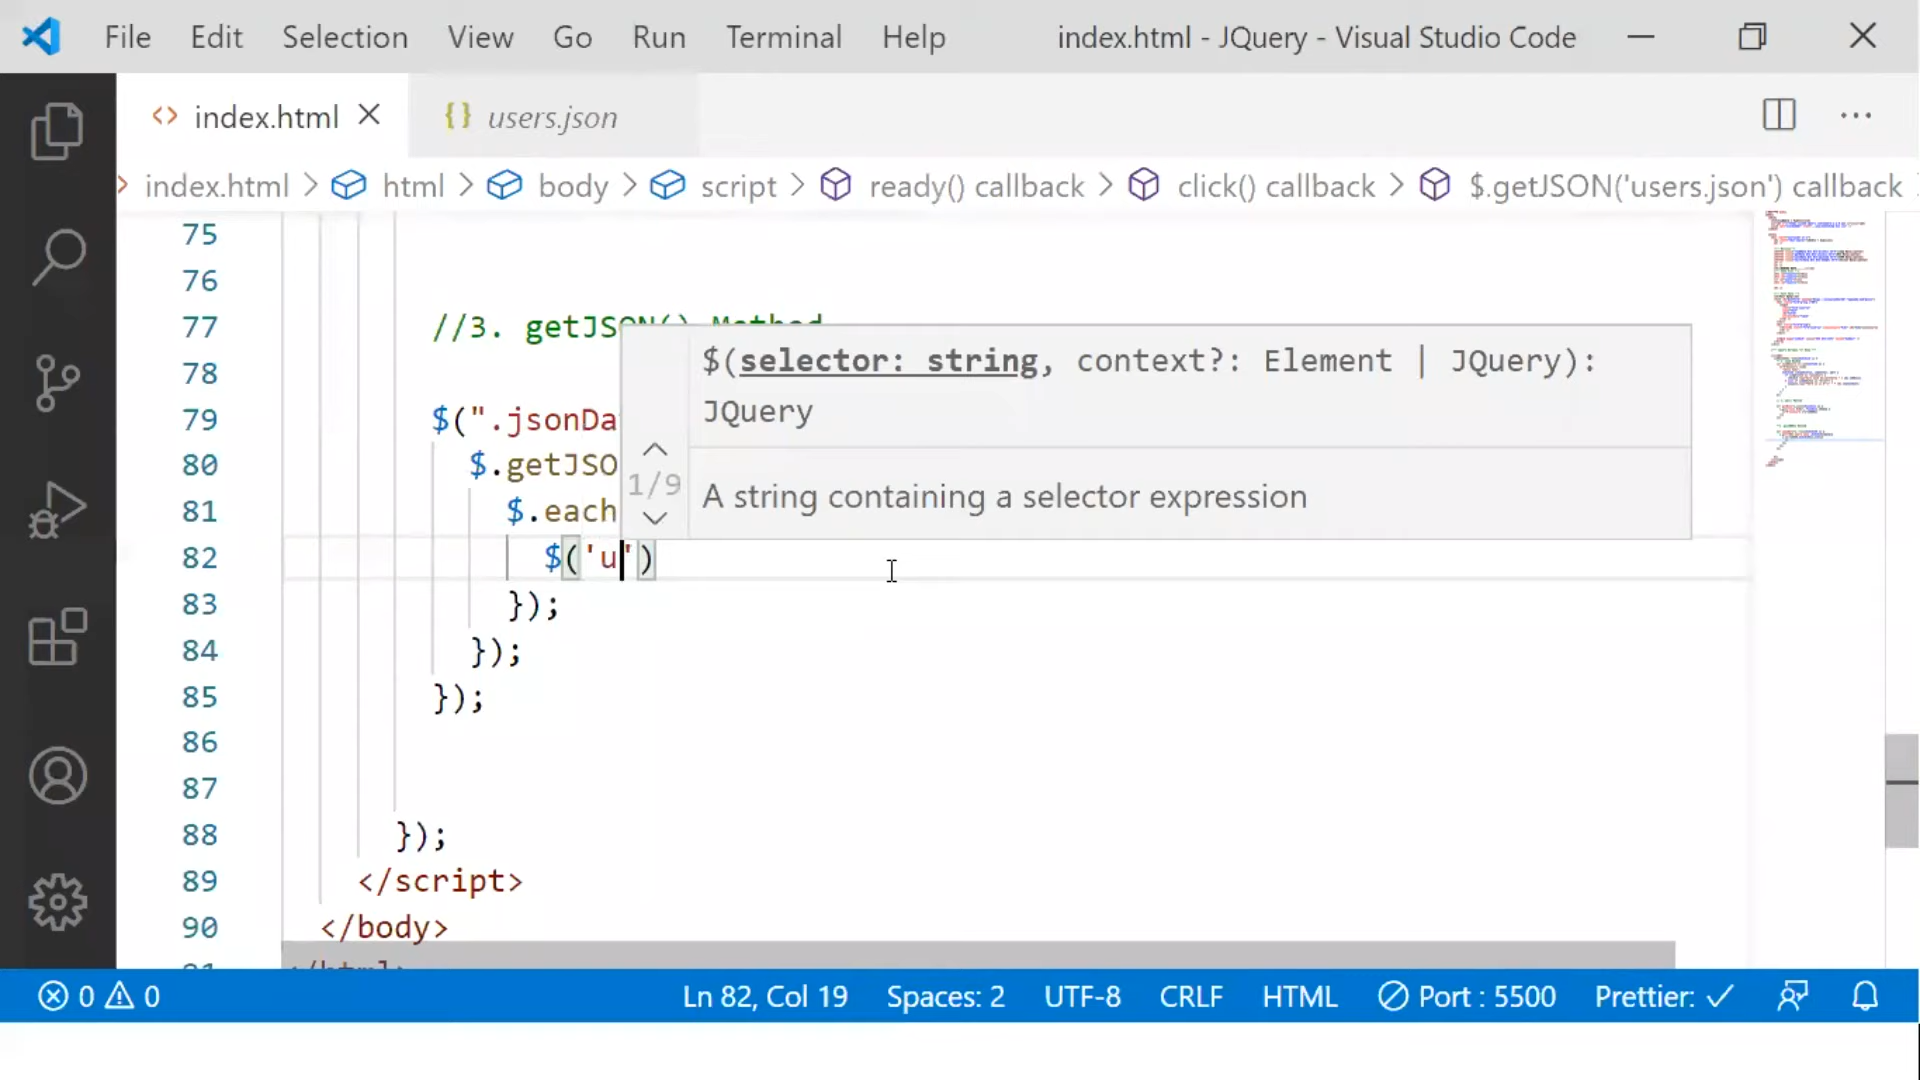 File Edit Selection View Go Run Terminal Help index.html - JQuery - Visual Studio Code
index.html users.json
index.html > html > body > script > ready() callback > click() callback > $.getJSON('users.json') callback
75
76
77 //3. getJSON() Method
78
79 $(".jsonDa
80 $.getJSO
81 $.each
82 $('u')
83 });
84 });
85 });
86
87
88 });
89 </script>
90 </body>
91 </html>
$(selector: string, context?: Element | JQuery):
JQuery
1/9
A string containing a selector expression
0 0 Ln 82, Col 19 Spaces: 2 UTF-8 CRLF HTML Port : 5500 Prettier: ✓